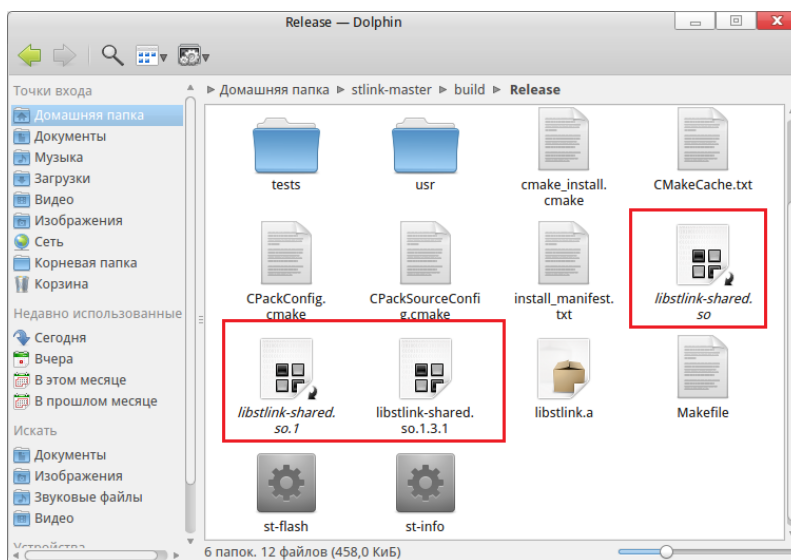 Release — Dolphin
Точки входа
Домашняя папка
Документы
Музыка
Загрузки
Видео
Изображения
Сеть
Корневая папка
Корзина
Недавно использованные
Сегодня
Вчера
В этом месяце
В прошлом месяце
Искать
Документы
Изображения
Звуковые файлы
Видео
Устройства
Домашняя папка stlink-master build Release
tests
usr
cmake_install.
cmake
CMakeCache.txt
CPackConfig.
cmake
CPackSourceConfi
g.cmake
install_manifest.
txt
libstlink-shared.
so
libstlink-shared.
so.1
libstlink-shared.
so.1.3.1
libstlink.a
Makefile
st-flash
st-info
6 папок. 12 файлов (458,0 КиБ)